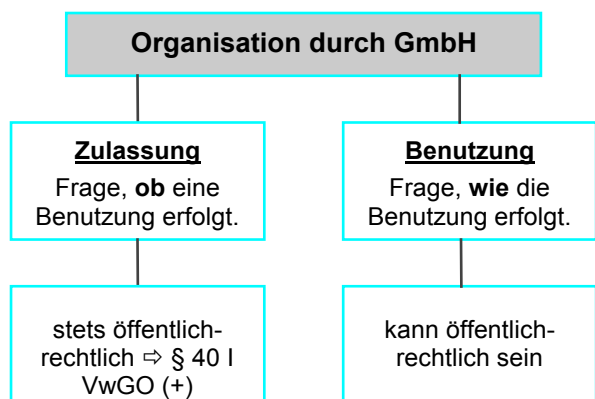 Organisation durch GmbH
Zulassung
Frage, ob eine
Benutzung erfolgt.
Benutzung
Frage, wie die
Benutzung erfolgt.
stets öffentlich-
rechtlich ⇨ § 40 I
VwGO (+)
kann öffentlich-
rechtlich sein